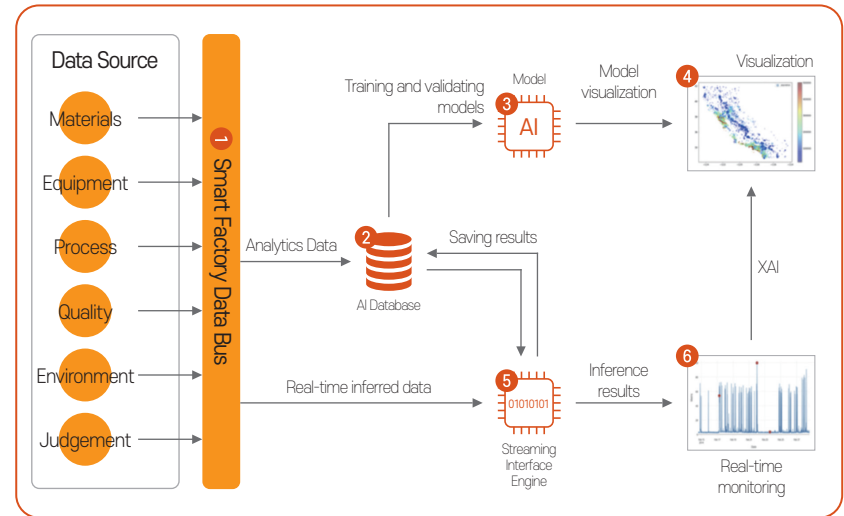 Data Source
Materials
Equipment
Process
Quality
Environment
Judgement
1
Smart Factory Data Bus
Analytics Data
Real-time inferred data
2
AI Database
Training and validating
models
Saving results
Model
3
AI
Model
visualization
4
Visualization
XAI
5
01010101
Streaming
Interface
Engine
Inference
results
6
Real-time
monitoring